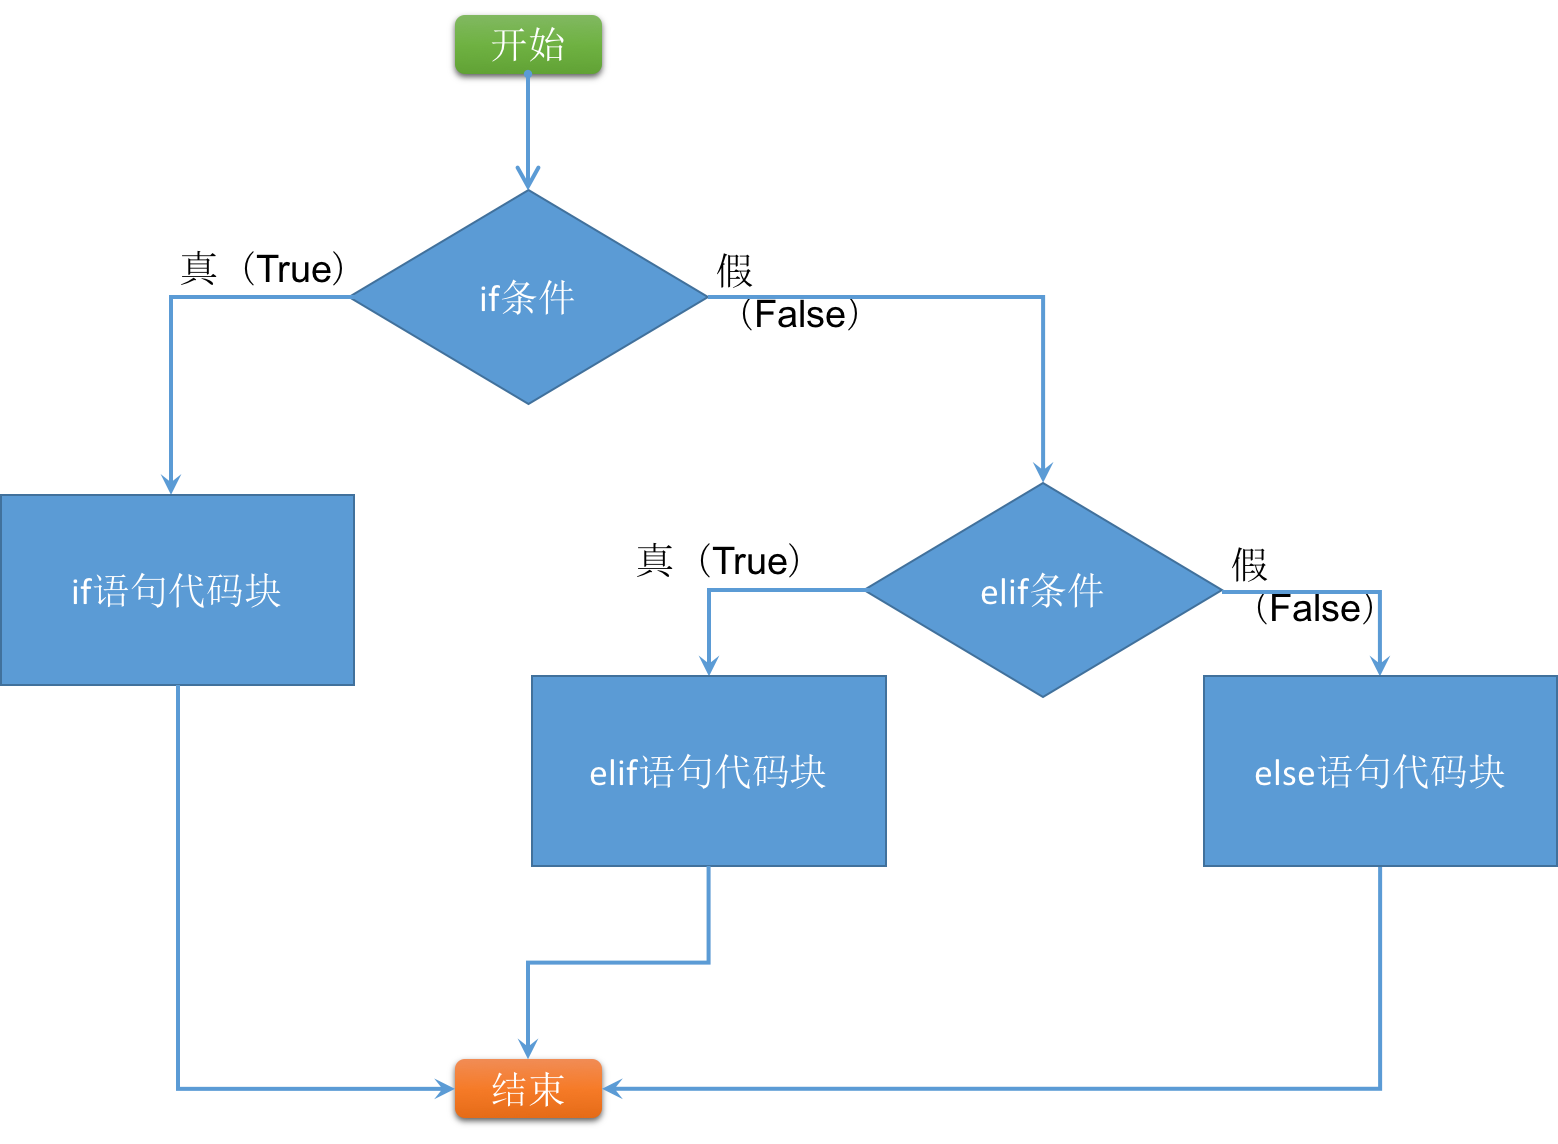 开始
真（True）
if条件
假
（False）
if语句代码块
真（True）
elif条件
假
（False）
elif语句代码块
else语句代码块
结束